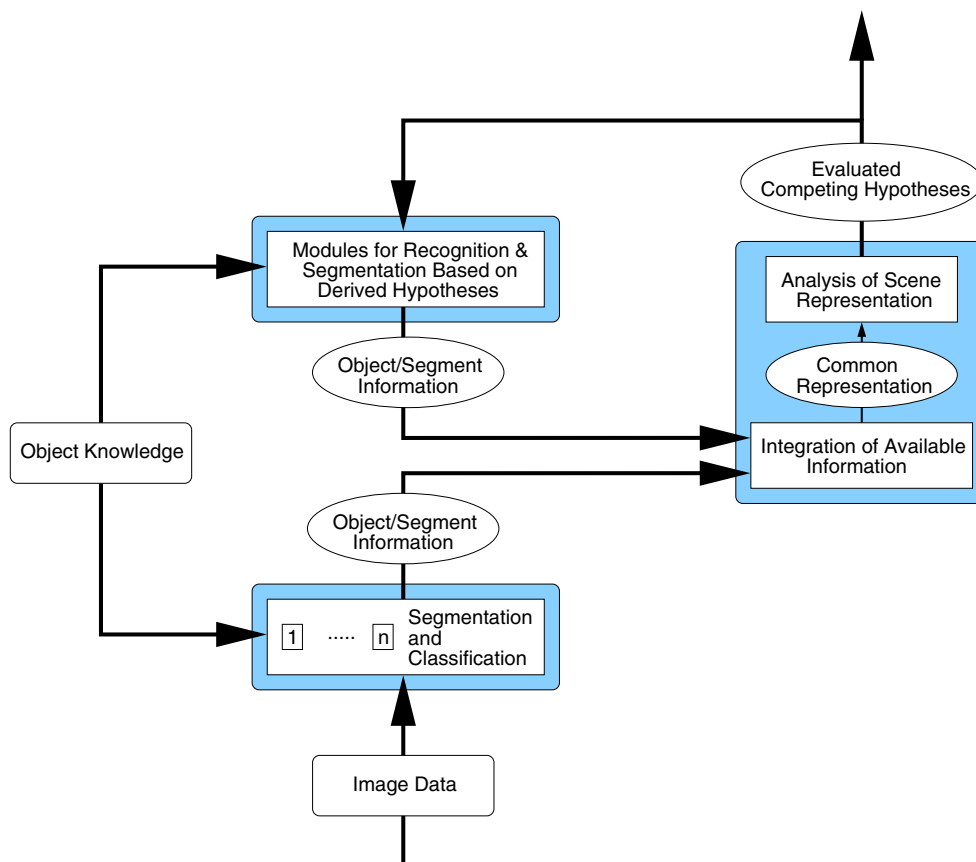 Evaluated
Competing Hypotheses
Modules for Recognition &
Segmentation Based on
Derived Hypotheses
Analysis of Scene
Representation
Object/Segment
Information
Common
Representation
Object Knowledge
Integration of Available
Information
Object/Segment
Information
1 ..... n
Segmentation
and
Classification
Image Data